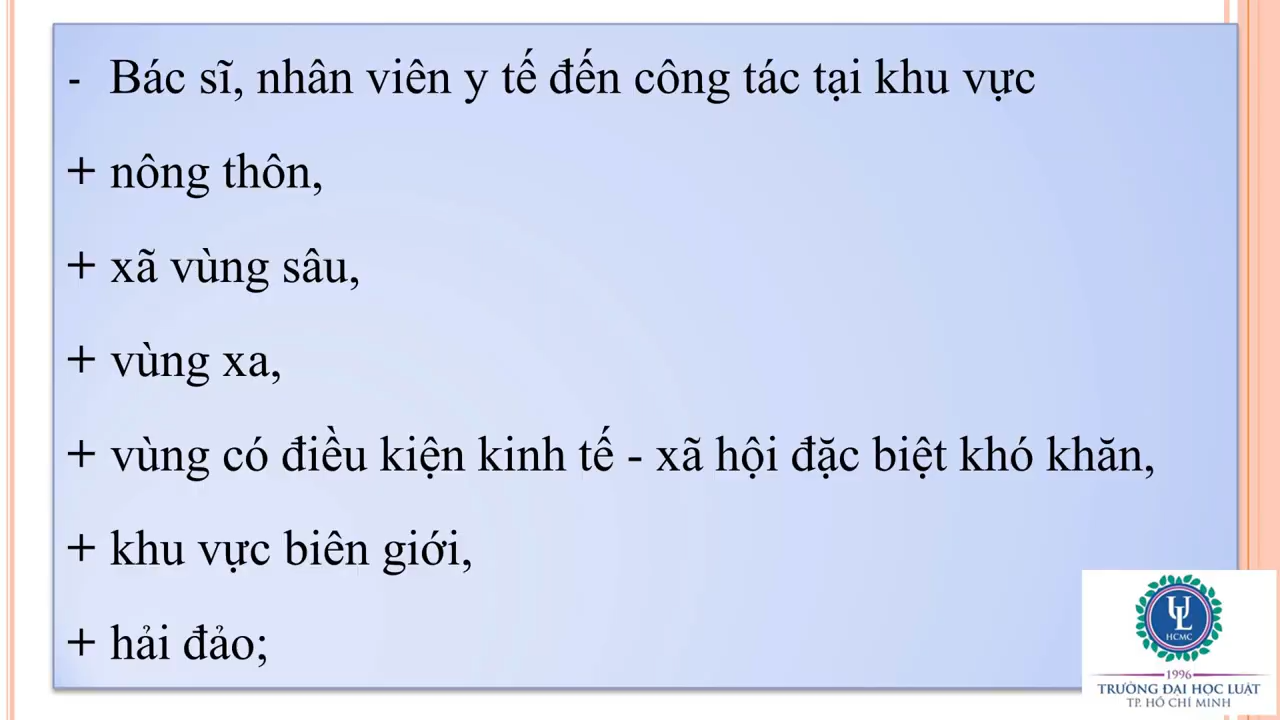 - Bác sĩ, nhân viên y tế đến công tác tại khu vực
+ nông thôn,
+ xã vùng sâu,
+ vùng xa,
+ vùng có điều kiện kinh tế - xã hội đặc biệt khó khăn,
+ khu vực biên giới,
+ hải đảo;
UL
HCMC
1996
TRƯỜNG ĐẠI HỌC LUẬT
TP. HỒ CHÍ MINH